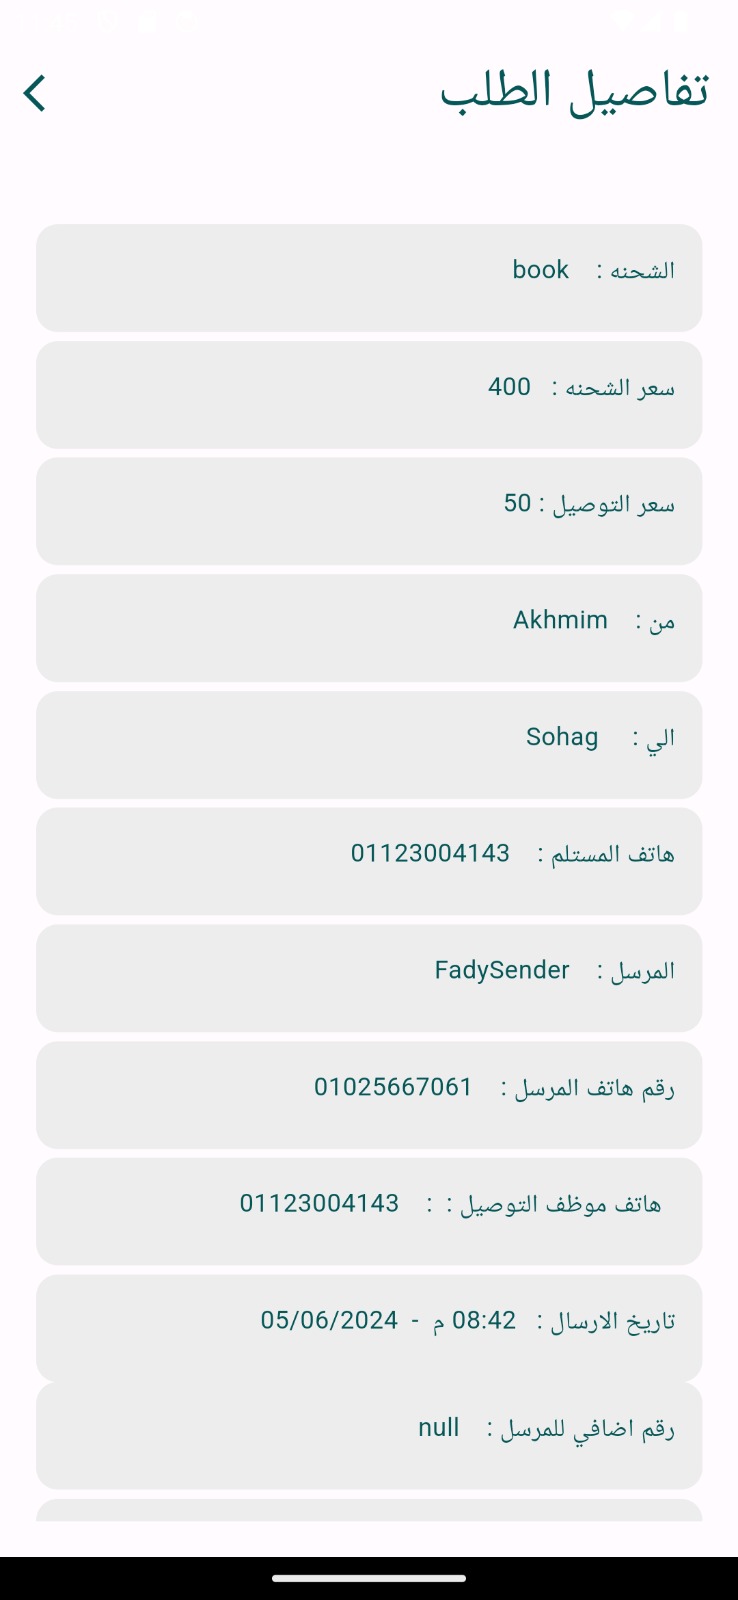 تفاصيل الطلب
الشحنه : book
سعر الشحنه : 400
سعر التوصيل : 50
من : Akhmim
الي : Sohag
هاتف المستلم : 01123004143
المرسل : FadySender
رقم هاتف المرسل : 01025667061
هاتف موظف التوصيل : : 01123004143
تاريخ الارسال : 08:42 م - 05/06/2024
رقم اضافي للمرسل : null